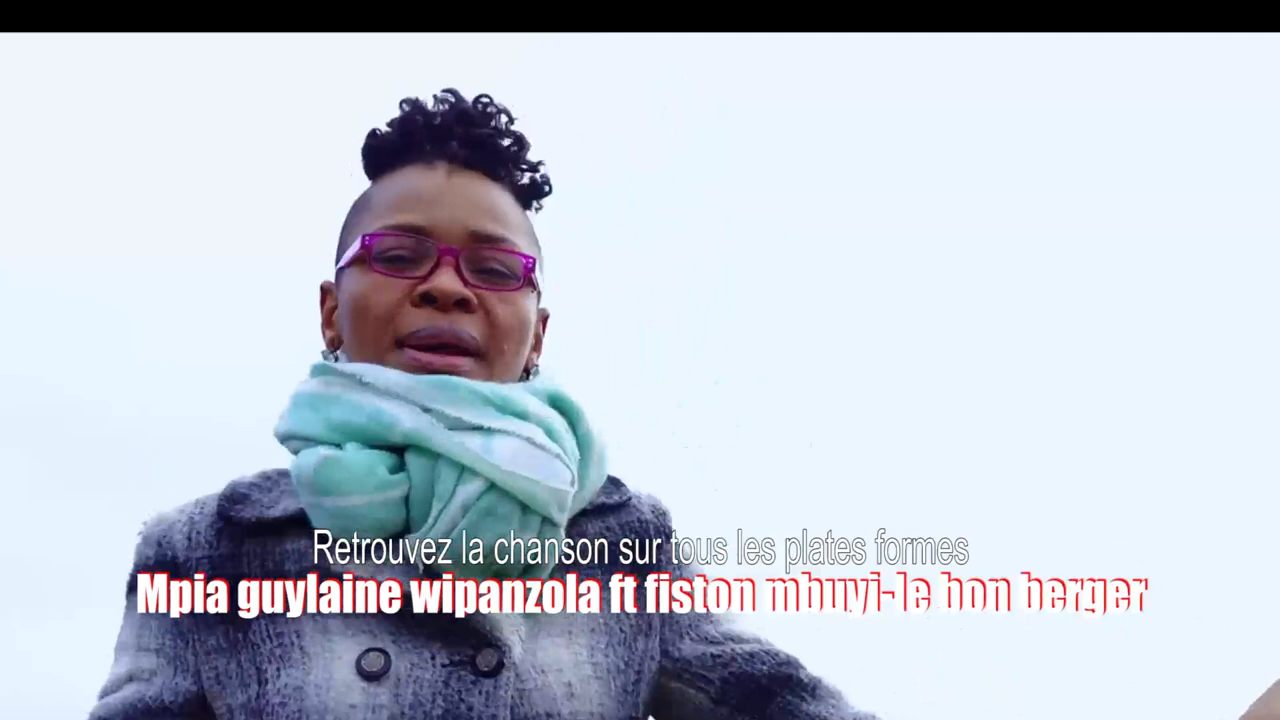 Retrouvez la chanson sur tous les plates formes
Mpia guylaine wipanzola ft fiston mbuyi-le bon berger